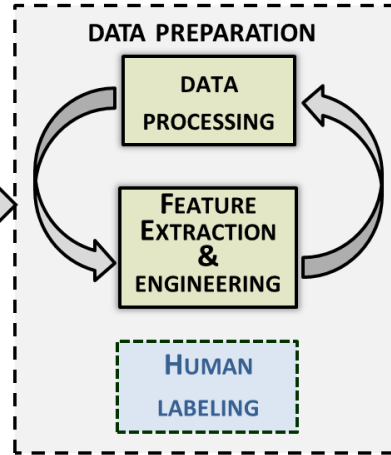 DATA PREPARATION
DATA
PROCESSING
FEATURE
EXTRACTION
&
ENGINEERING
HUMAN
LABELING